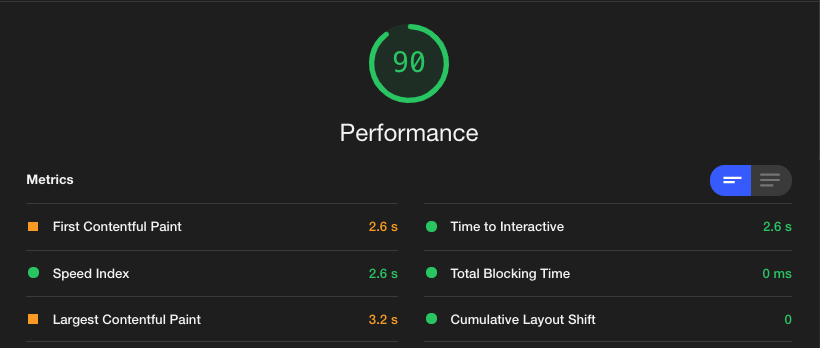 90
Performance
Metrics
First Contentful Paint 2.6 s
Time to Interactive 2.6 s
Speed Index 2.6 s
Total Blocking Time 0 ms
Largest Contentful Paint 3.2 s
Cumulative Layout Shift 0